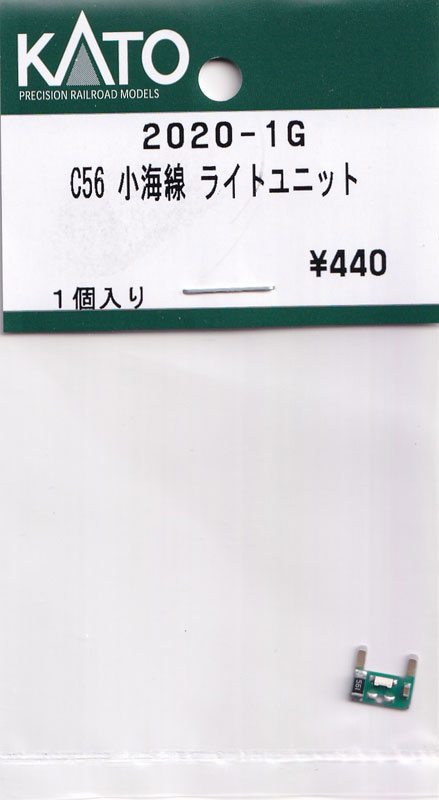 KATO
PRECISION RAILROAD MODELS
2020-1G
C56 小海線 ライトユニット
¥440
1個入り
561